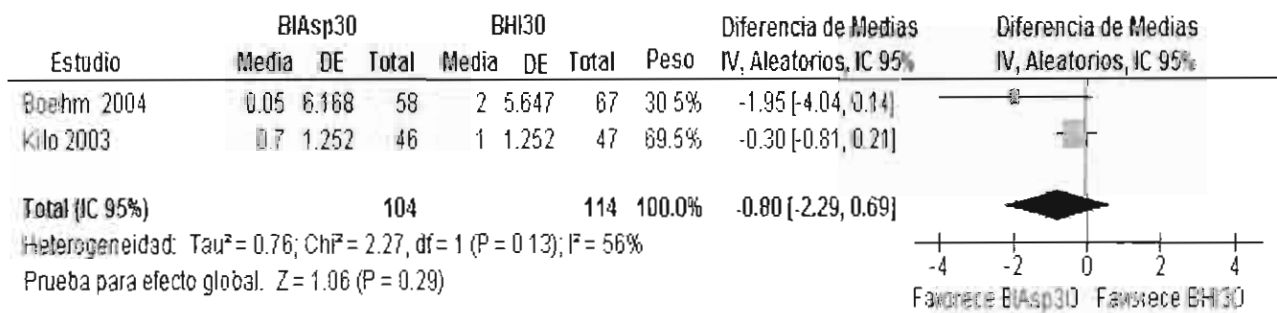 BIAsp30 BHI30 Diferencia de Medias Diferencia de Medias
Estudio Media DE Total Media DE Total Peso IV, Aleatorios, IC 95% IV, Aleatorios, IC 95%
Boehm 2004 0.05 6.168 58 2 5.647 67 30.5% -1.95 [-4.04, 0.14]
Kilo 2003 0.7 1.252 46 1 1.252 47 69.5% -0.30 [-0.81, 0.21]
Total (IC 95%) 104 114 100.0% -0.80 [-2.29, 0.69]
Heterogeneidad: Tau² = 0.76; Chi² = 2.27, df = 1 (P = 0.13); I² = 56%
Prueba para efecto global. Z = 1.06 (P = 0.29)
-4 -2 0 2 4
Favorece BIAsp30 Favorece BHI30